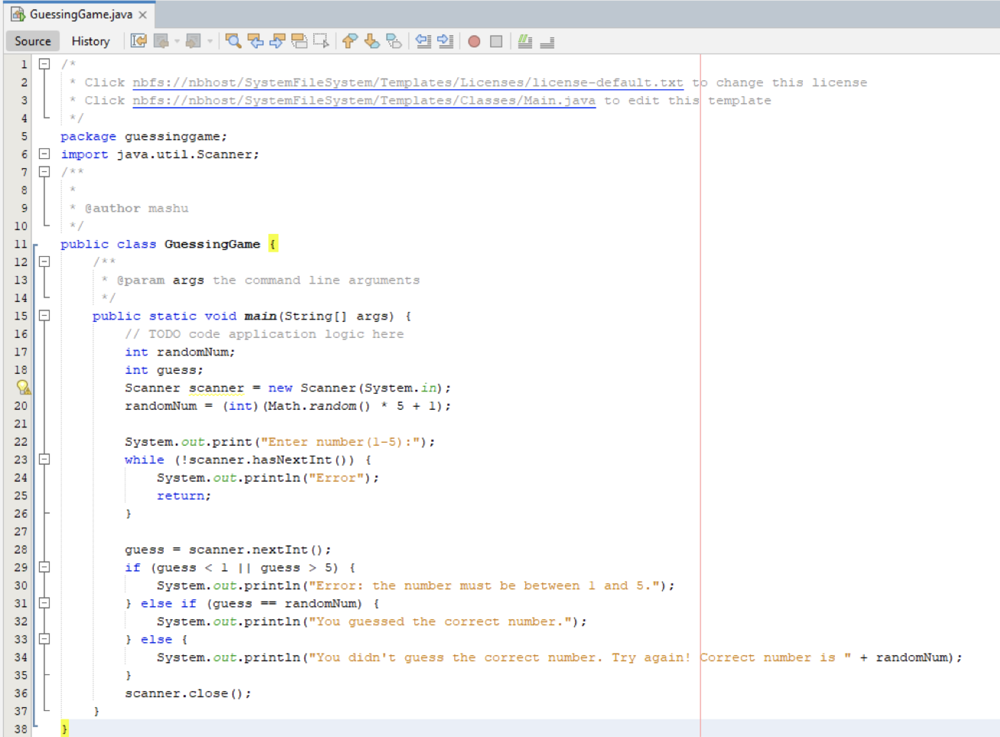 GuessingGame.java
Source History
1 /*
2 * Click nbfs://nbhost/SystemFileSystem/Templates/Licenses/license-default.txt to change this license
3 * Click nbfs://nbhost/SystemFileSystem/Templates/Classes/Main.java to edit this template
4 */
5 package guessinggame;
6 import java.util.Scanner;
7 /**
8 *
9 * @author mashu
10 */
11 public class GuessingGame {
12 /**
13 * @param args the command line arguments
14 */
15 public static void main(String[] args) {
16 // TODO code application logic here
17 int randomNum;
18 int guess;
Scanner scanner = new Scanner(System.in);
20 randomNum = (int)(Math.random() * 5 + 1);
21
22 System.out.print("Enter number(1-5):");
23 while (!scanner.hasNextInt()) {
24 System.out.println("Error");
25 return;
26 }
27
28 guess = scanner.nextInt();
29 if (guess < 1 || guess > 5) {
30 System.out.println("Error: the number must be between 1 and 5.");
31 } else if (guess == randomNum) {
32 System.out.println("You guessed the correct number.");
33 } else {
34 System.out.println("You didn't guess the correct number. Try again! Correct number is " + randomNum);
35 }
36 scanner.close();
37 }
38 }